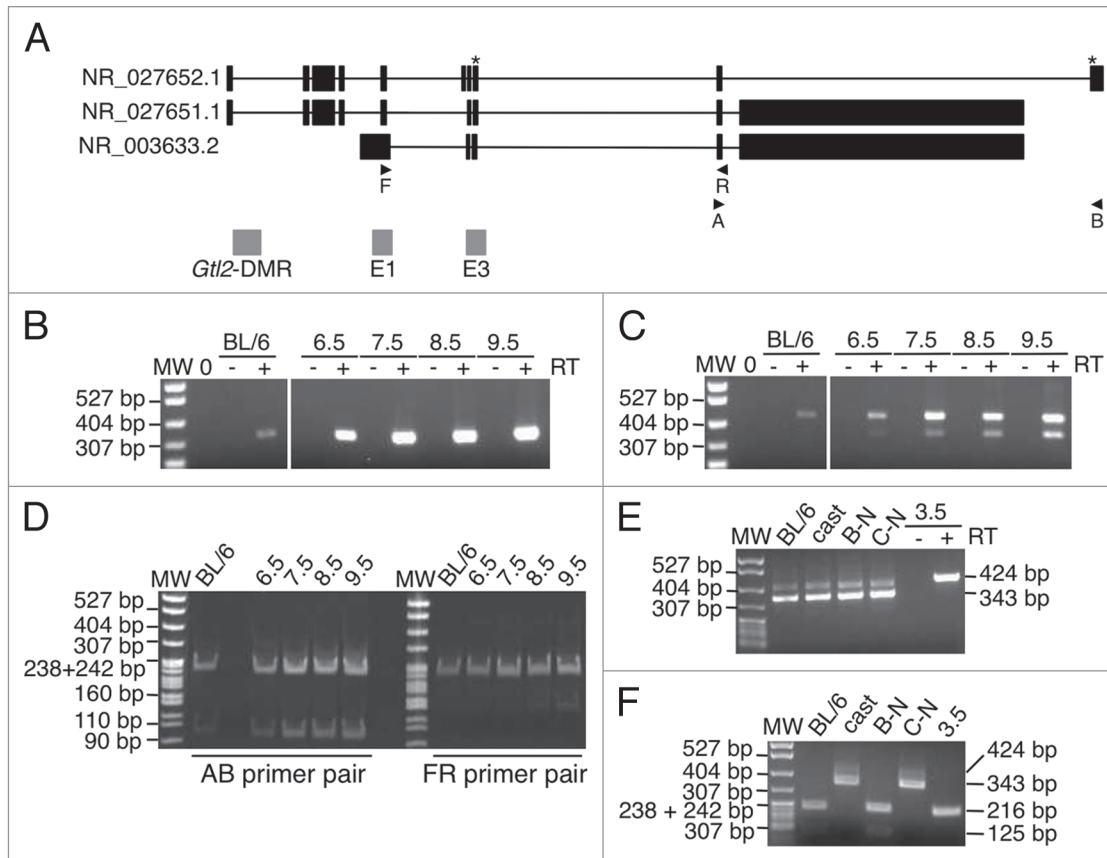 A
* *
NR_027652.1
NR_027651.1
NR_003633.2
F R
A B
Gtl2-DMR E1 E3
B
BL/6 6.5 7.5 8.5 9.5
MW 0 - + - + - + - + - + RT
527 bp
404 bp
307 bp
C
BL/6 6.5 7.5 8.5 9.5
MW 0 - + - + - + - + - + RT
527 bp
404 bp
307 bp
D
MW BL/6 6.5 7.5 8.5 9.5 MW BL/6 6.5 7.5 8.5 9.5
527 bp
404 bp
307 bp
238+242 bp
160 bp
110 bp
90 bp
AB primer pair FR primer pair
E
MW BL/6 cast B-N C-N 3.5
- + RT
527 bp
404 bp
307 bp
424 bp
343 bp
F
MW BL/6 cast B-N C-N 3.5
527 bp
404 bp
307 bp
238 + 242 bp
307 bp
424 bp
343 bp
216 bp
125 bp